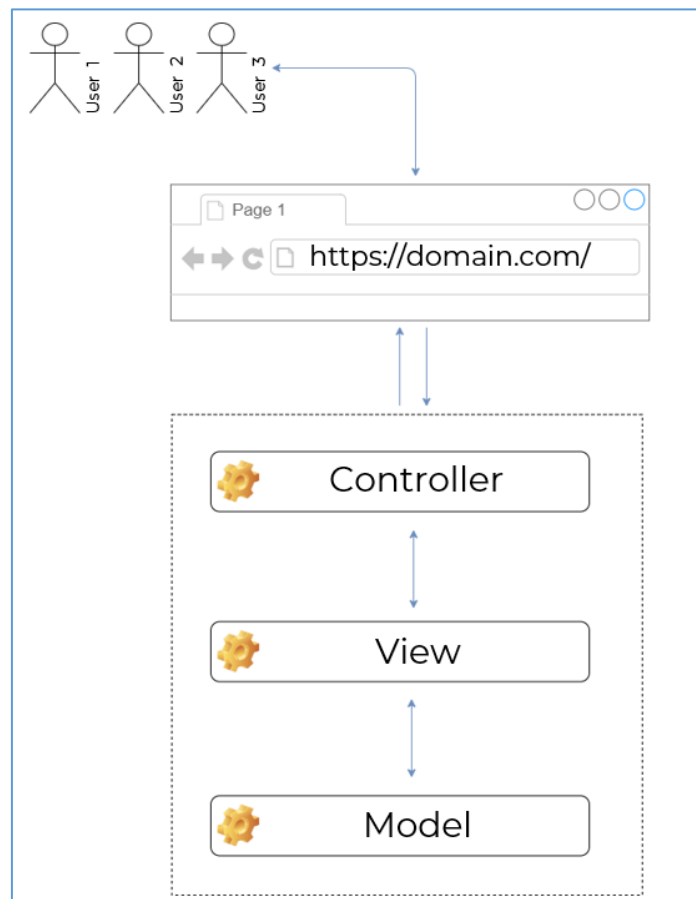 User 1
User 2
User 3
Page 1
https://domain.com/
Controller
View
Model